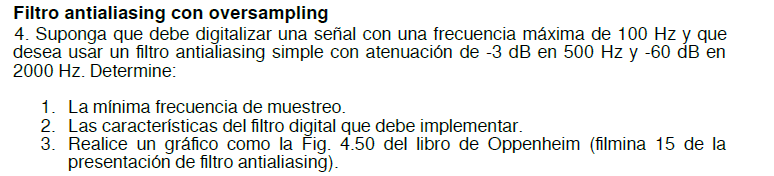 Filtro antialiasing con oversampling
4. Suponga que debe digitalizar una señal con una frecuencia máxima de 100 Hz y que
desea usar un filtro antialiasing simple con atenuación de -3 dB en 500 Hz y -60 dB en
2000 Hz. Determine:
1. La mínima frecuencia de muestreo.
2. Las características del filtro digital que debe implementar.
3. Realice un gráfico como la Fig. 4.50 del libro de Oppenheim (filmina 15 de la
presentación de filtro antialiasing).